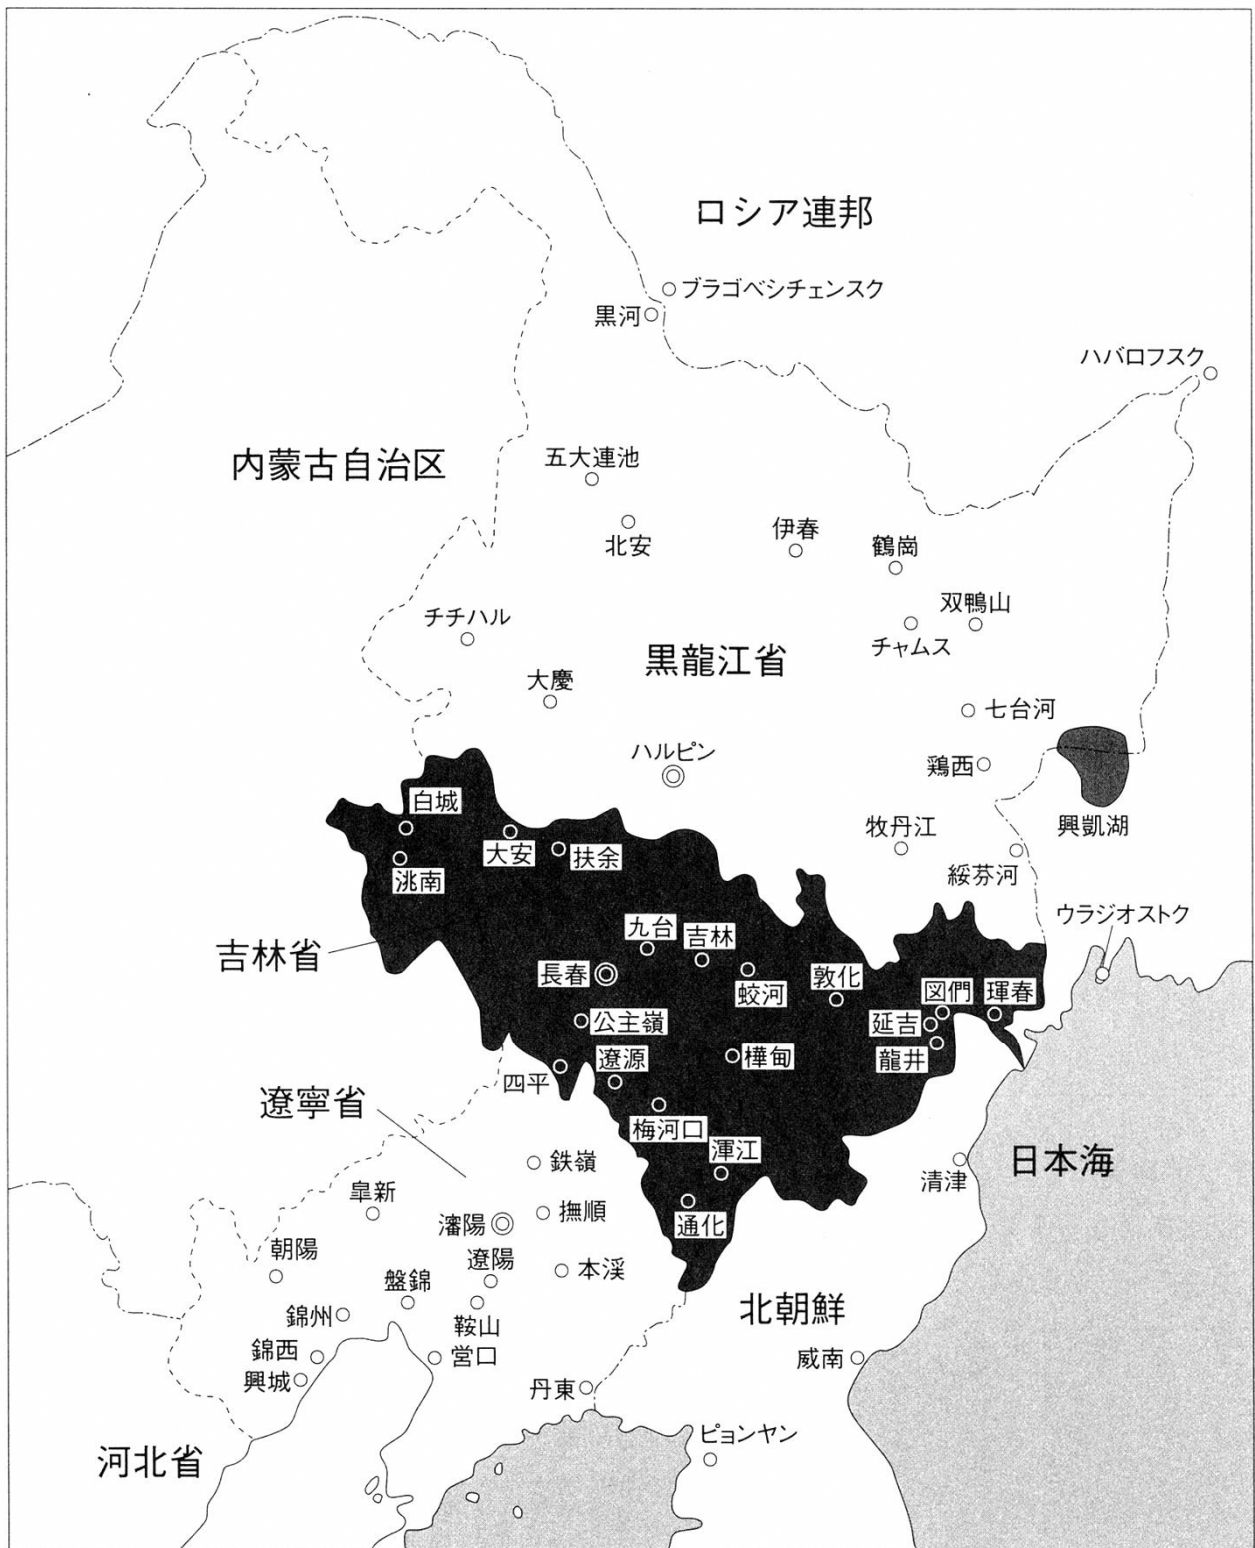 ロシア連邦
ブラゴベシチェンスク
黒河
ハバロフスク
内蒙古自治区
五大連池
北安
伊春
鶴崗
双鴨山
チャムス
チチハル
黒龍江省
大慶
七台河
ハルピン
鶏西
興凱湖
牡丹江
綏芬河
ウラジオストク
白城
大安
扶余
洮南
吉林省
九台
吉林
長春
蛟河
敦化
図們
琿春
延吉
龍井
公主嶺
樺甸
遼源
四平
梅河口
渾江
通化
遼寧省
鉄嶺
日本海
清津
皐新
瀋陽
撫順
朝陽
遼陽
本渓
盤錦
鞍山
錦州
北朝鮮
錦西
営口
威南
興城
丹東
河北省
ピョンヤン